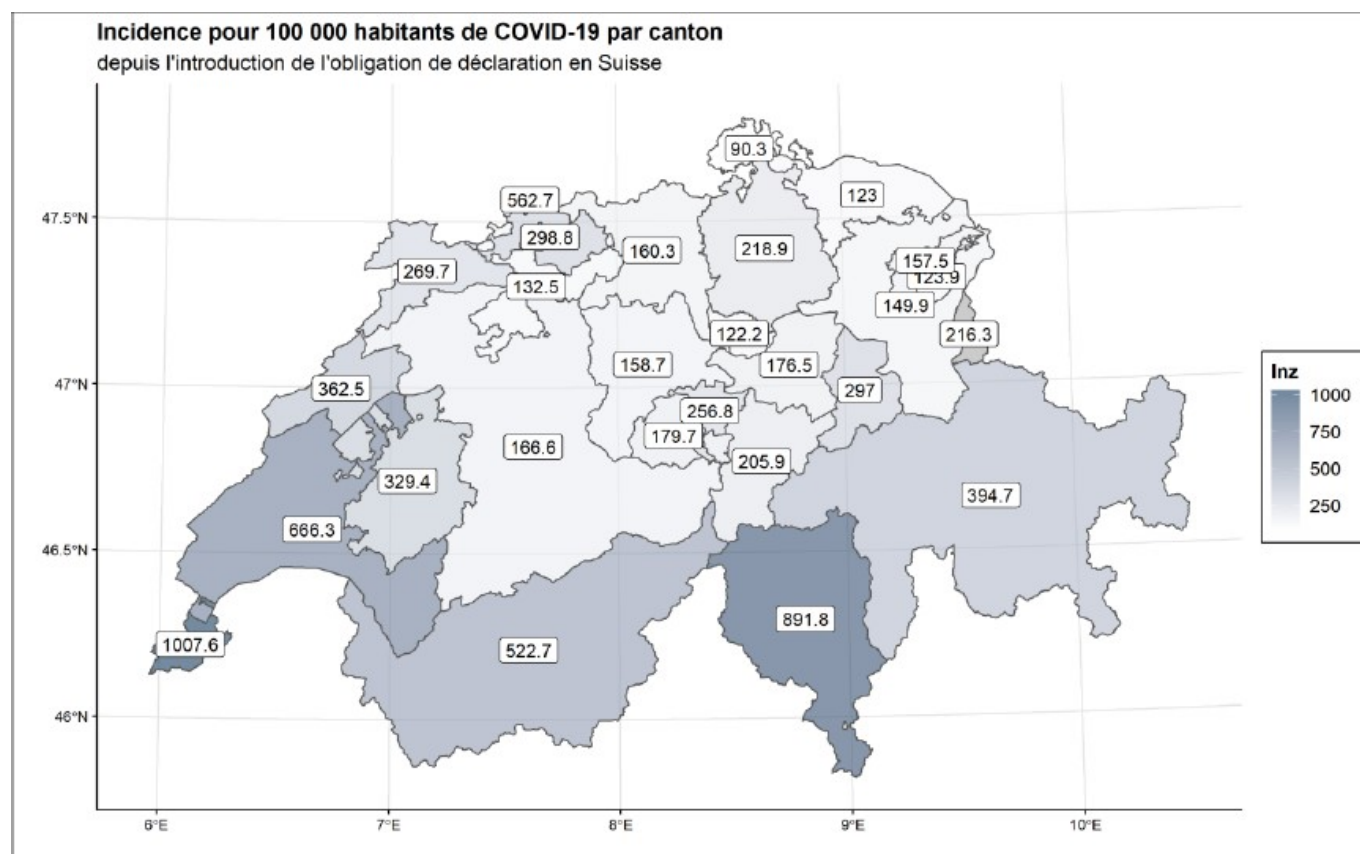 Incidence pour 100 000 habitants de COVID-19 par canton
depuis l'introduction de l'obligation de déclaration en Suisse
90.3
123
562.7
47.5°N
298.8
160.3
218.9
157.5
123.9
269.7
132.5
149.9
122.2
216.3
158.7
176.5
47°N
362.5
297
256.8
179.7
166.6
205.9
329.4
394.7
666.3
46.5°N
891.8
1007.6
522.7
46°N
6°E
7°E
8°E
9°E
10°E
Inz
1000
750
500
250